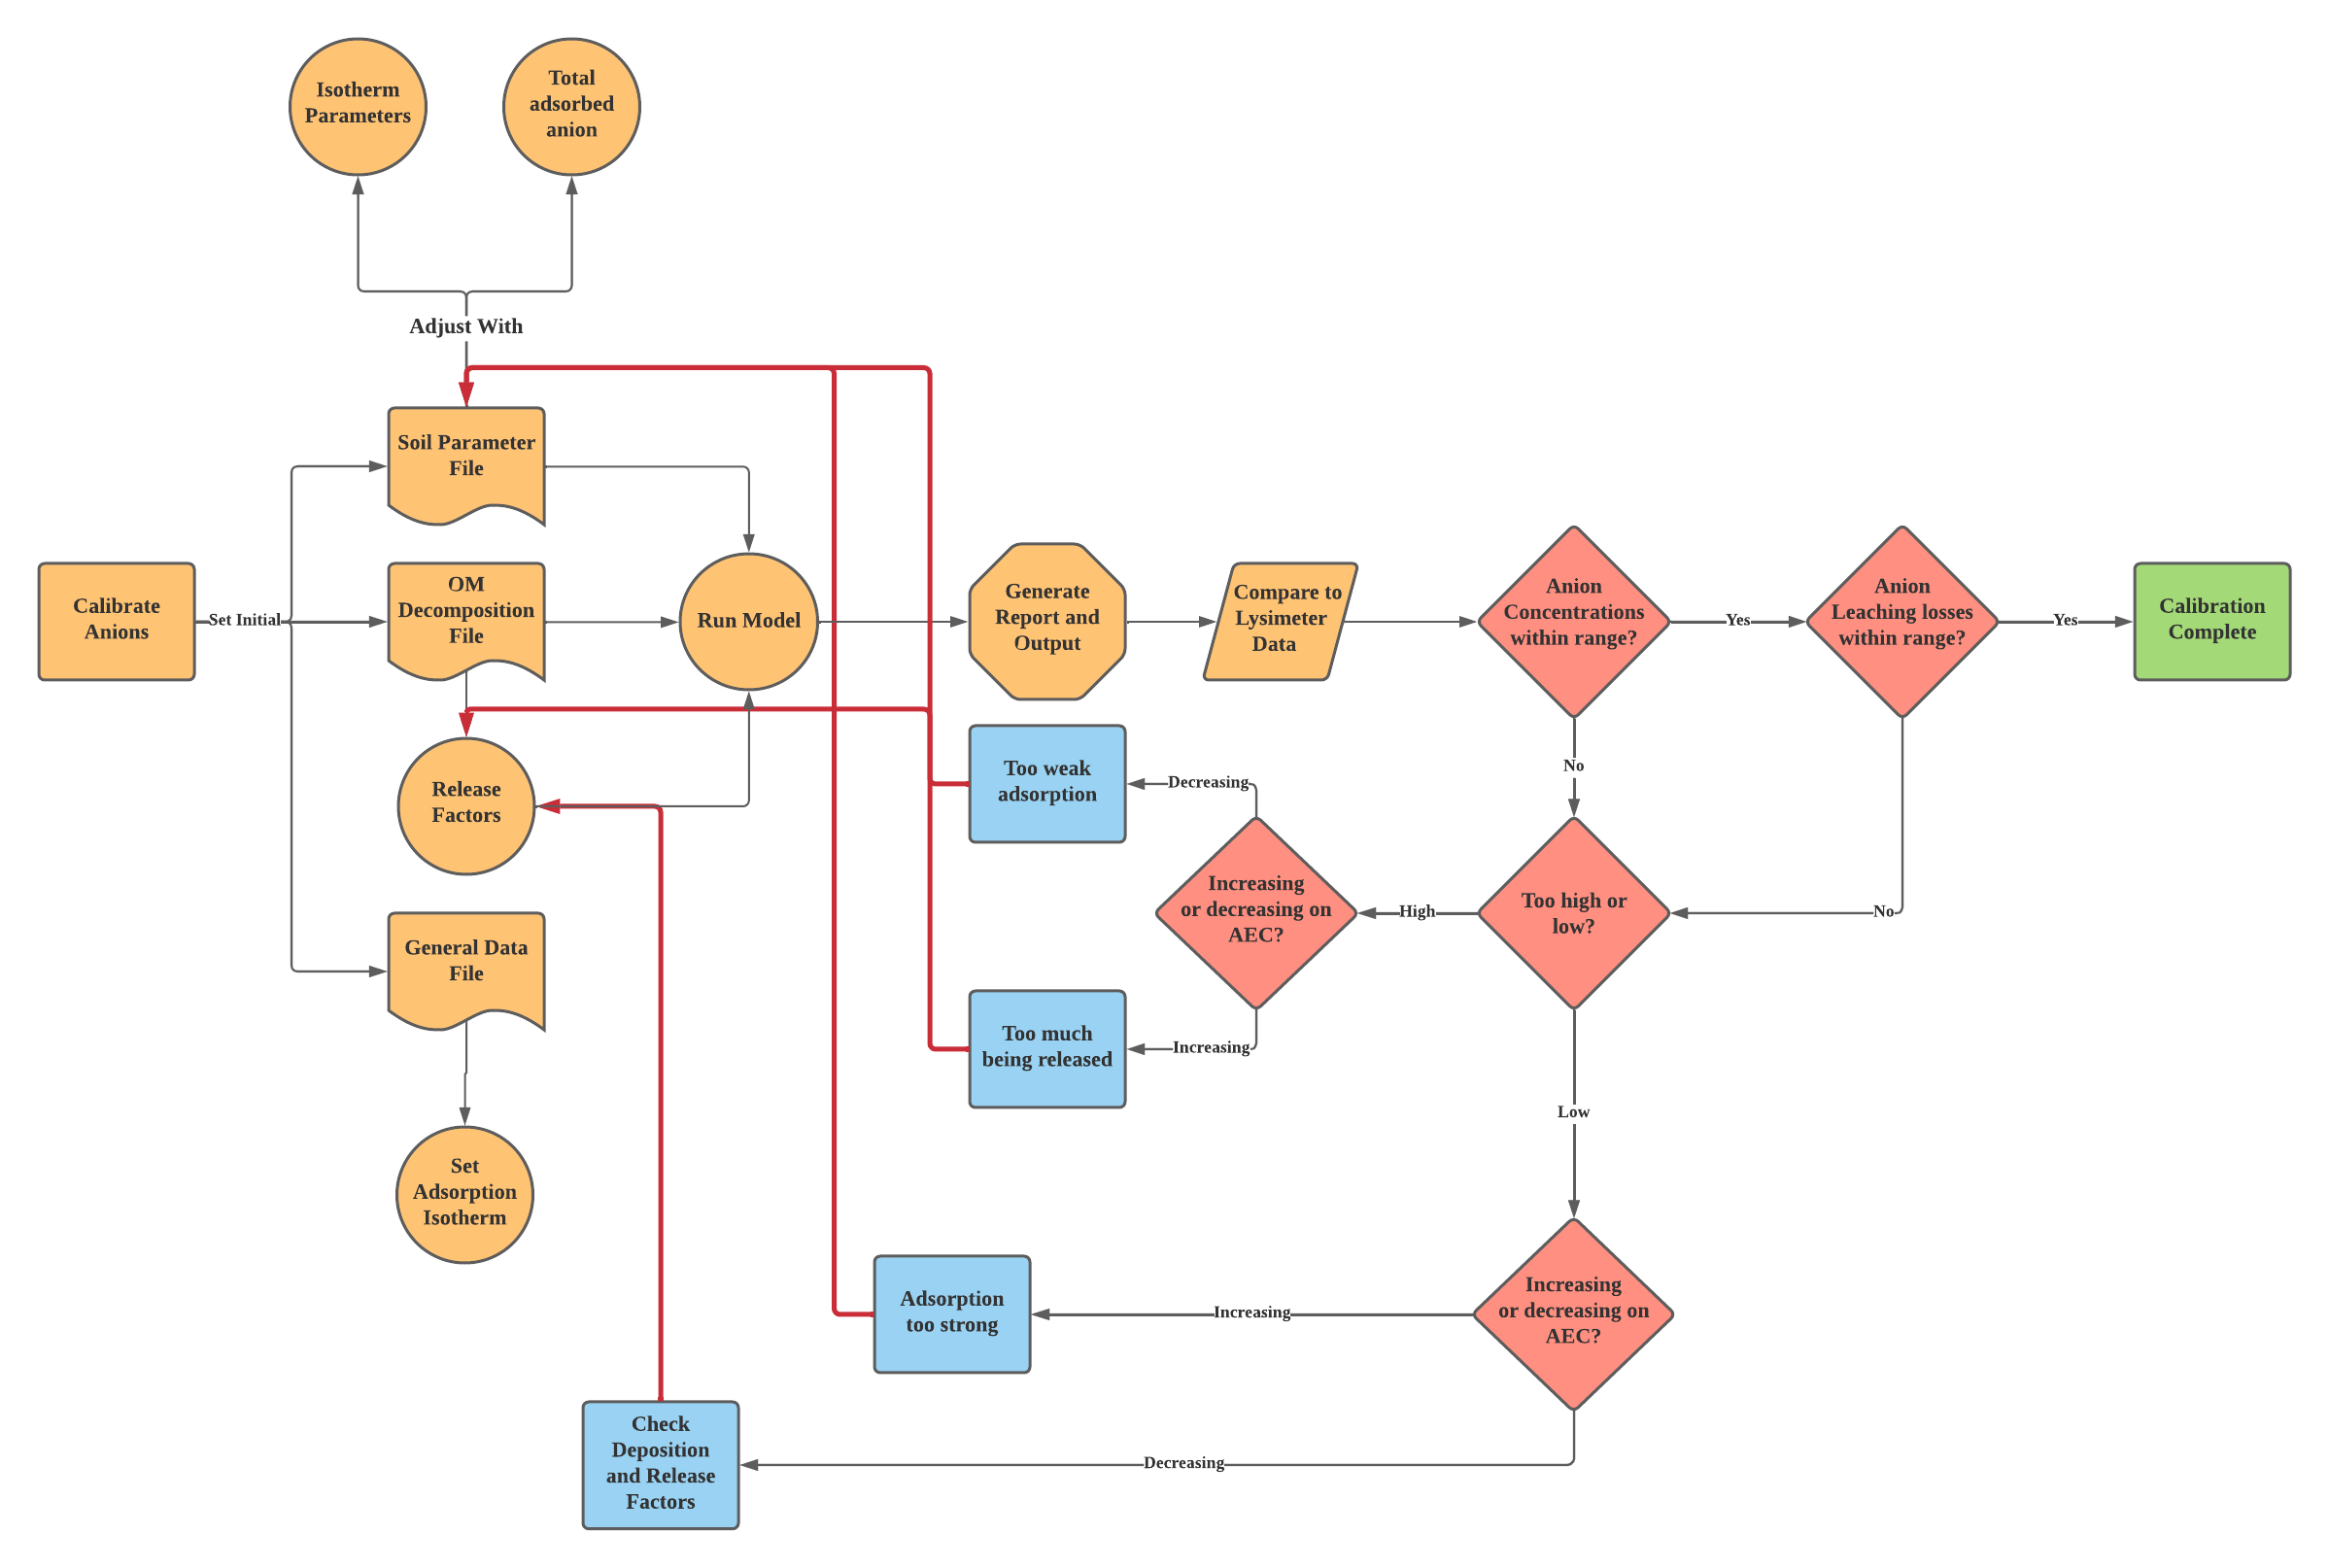 Isotherm
Parameters
Total
adsorbed
anion
Adjust With
Soil Parameter
File
Calibrate
Anions
Set Initial
OM
Decomposition
File
Run Model
Generate
Report and
Output
Compare to
Lysimeter
Data
Anion
Concentrations
within range?
Yes
Anion
Leaching losses
within range?
Yes
Calibration
Complete
No
No
Release
Factors
Too weak
adsorption
Decreasing
Increasing
or decreasing on
AEC?
High
Too high or
low?
General Data
File
Too much
being released
Increasing
Low
Set
Adsorption
Isotherm
Adsorption
too strong
Increasing
Increasing
or decreasing on
AEC?
Check
Deposition
and Release
Factors
Decreasing